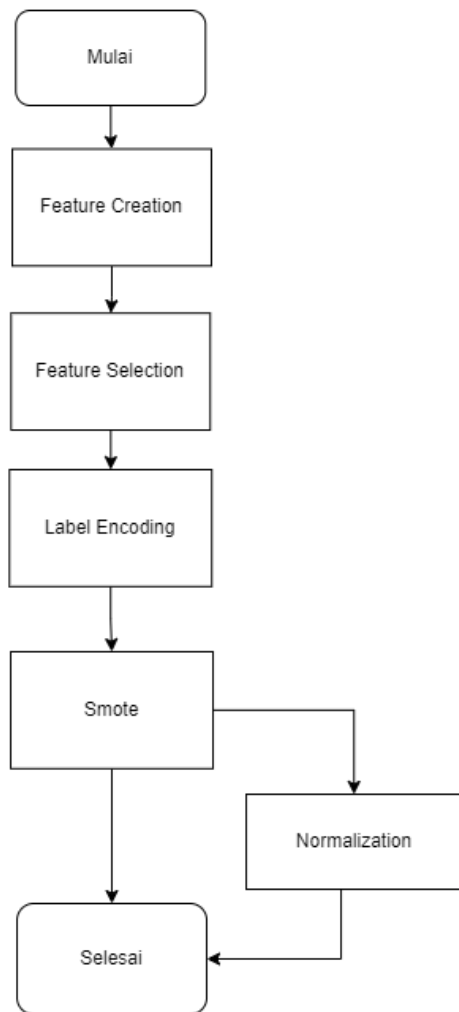 Mulai
Feature Creation
Feature Selection
Label Encoding
Smote
Normalization
Selesai